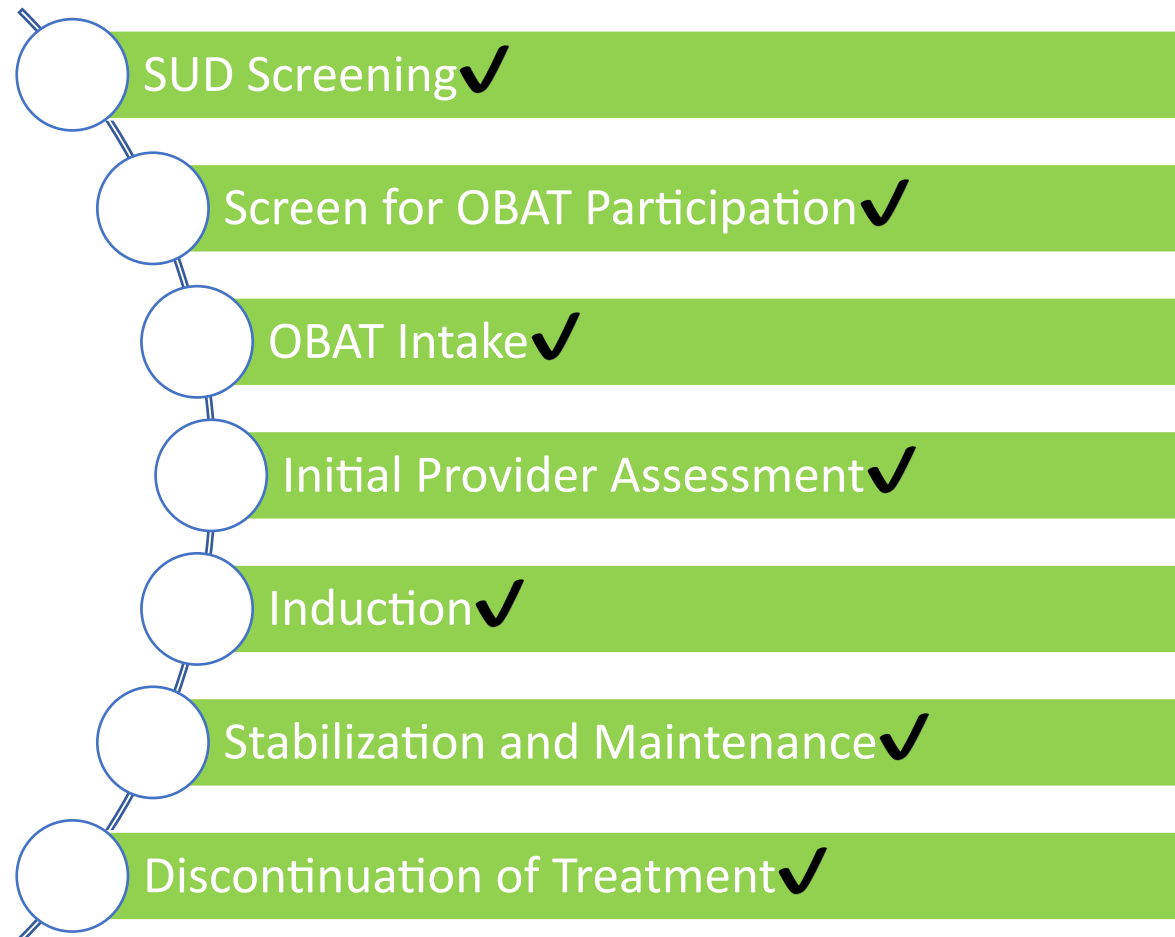 SUD Screening✔
Screen for OBAT Participation✔
OBAT Intake✔
Initial Provider Assessment✔
Induction✔
Stabilization and Maintenance✔
Discontinuation of Treatment✔